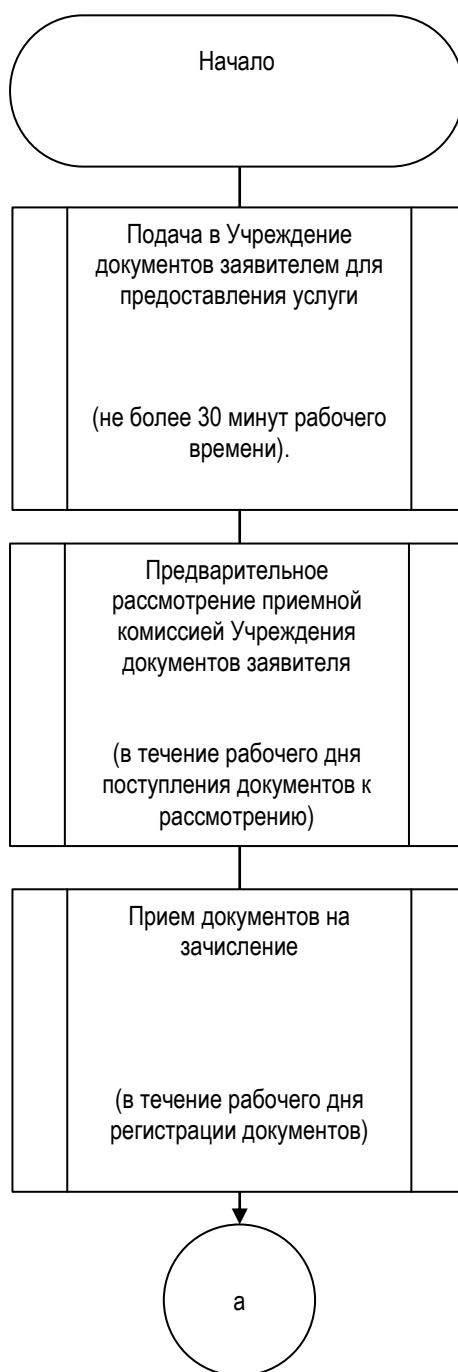 Начало
Подача в Учреждение
документов заявителем для
предоставления услуги
(не более 30 минут рабочего
времени).
Предварительное
рассмотрение приемной
комиссией Учреждения
документов заявителя
(в течение рабочего дня
поступления документов к
рассмотрению)
Прием документов на
зачисление
(в течение рабочего дня
регистрации документов)
а